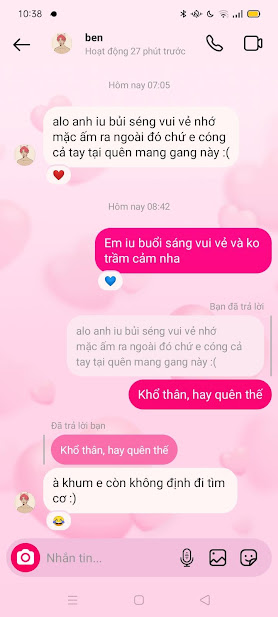 10:38
ben
Hoạt động 27 phút trước
Hôm nay 07:05
alo anh iu bủi séng vui vẻ nhớ
mặc ấm ra ngoài đó chứ e cóng
cả tay tại quên mang gang này :(
Hôm nay 08:42
Em iu buổi sáng vui vẻ và ko
trầm cảm nha
Bạn đã trả lời
alo anh iu bủi séng vui vẻ nhớ
mặc ấm ra ngoài đó chứ e cóng
cả tay tại quên mang gang này :(
Khổ thân, hay quên thế
Đã trả lời bạn
Khổ thân, hay quên thế
à khum e còn không định đi tìm
cơ :)
Nhắn tin...